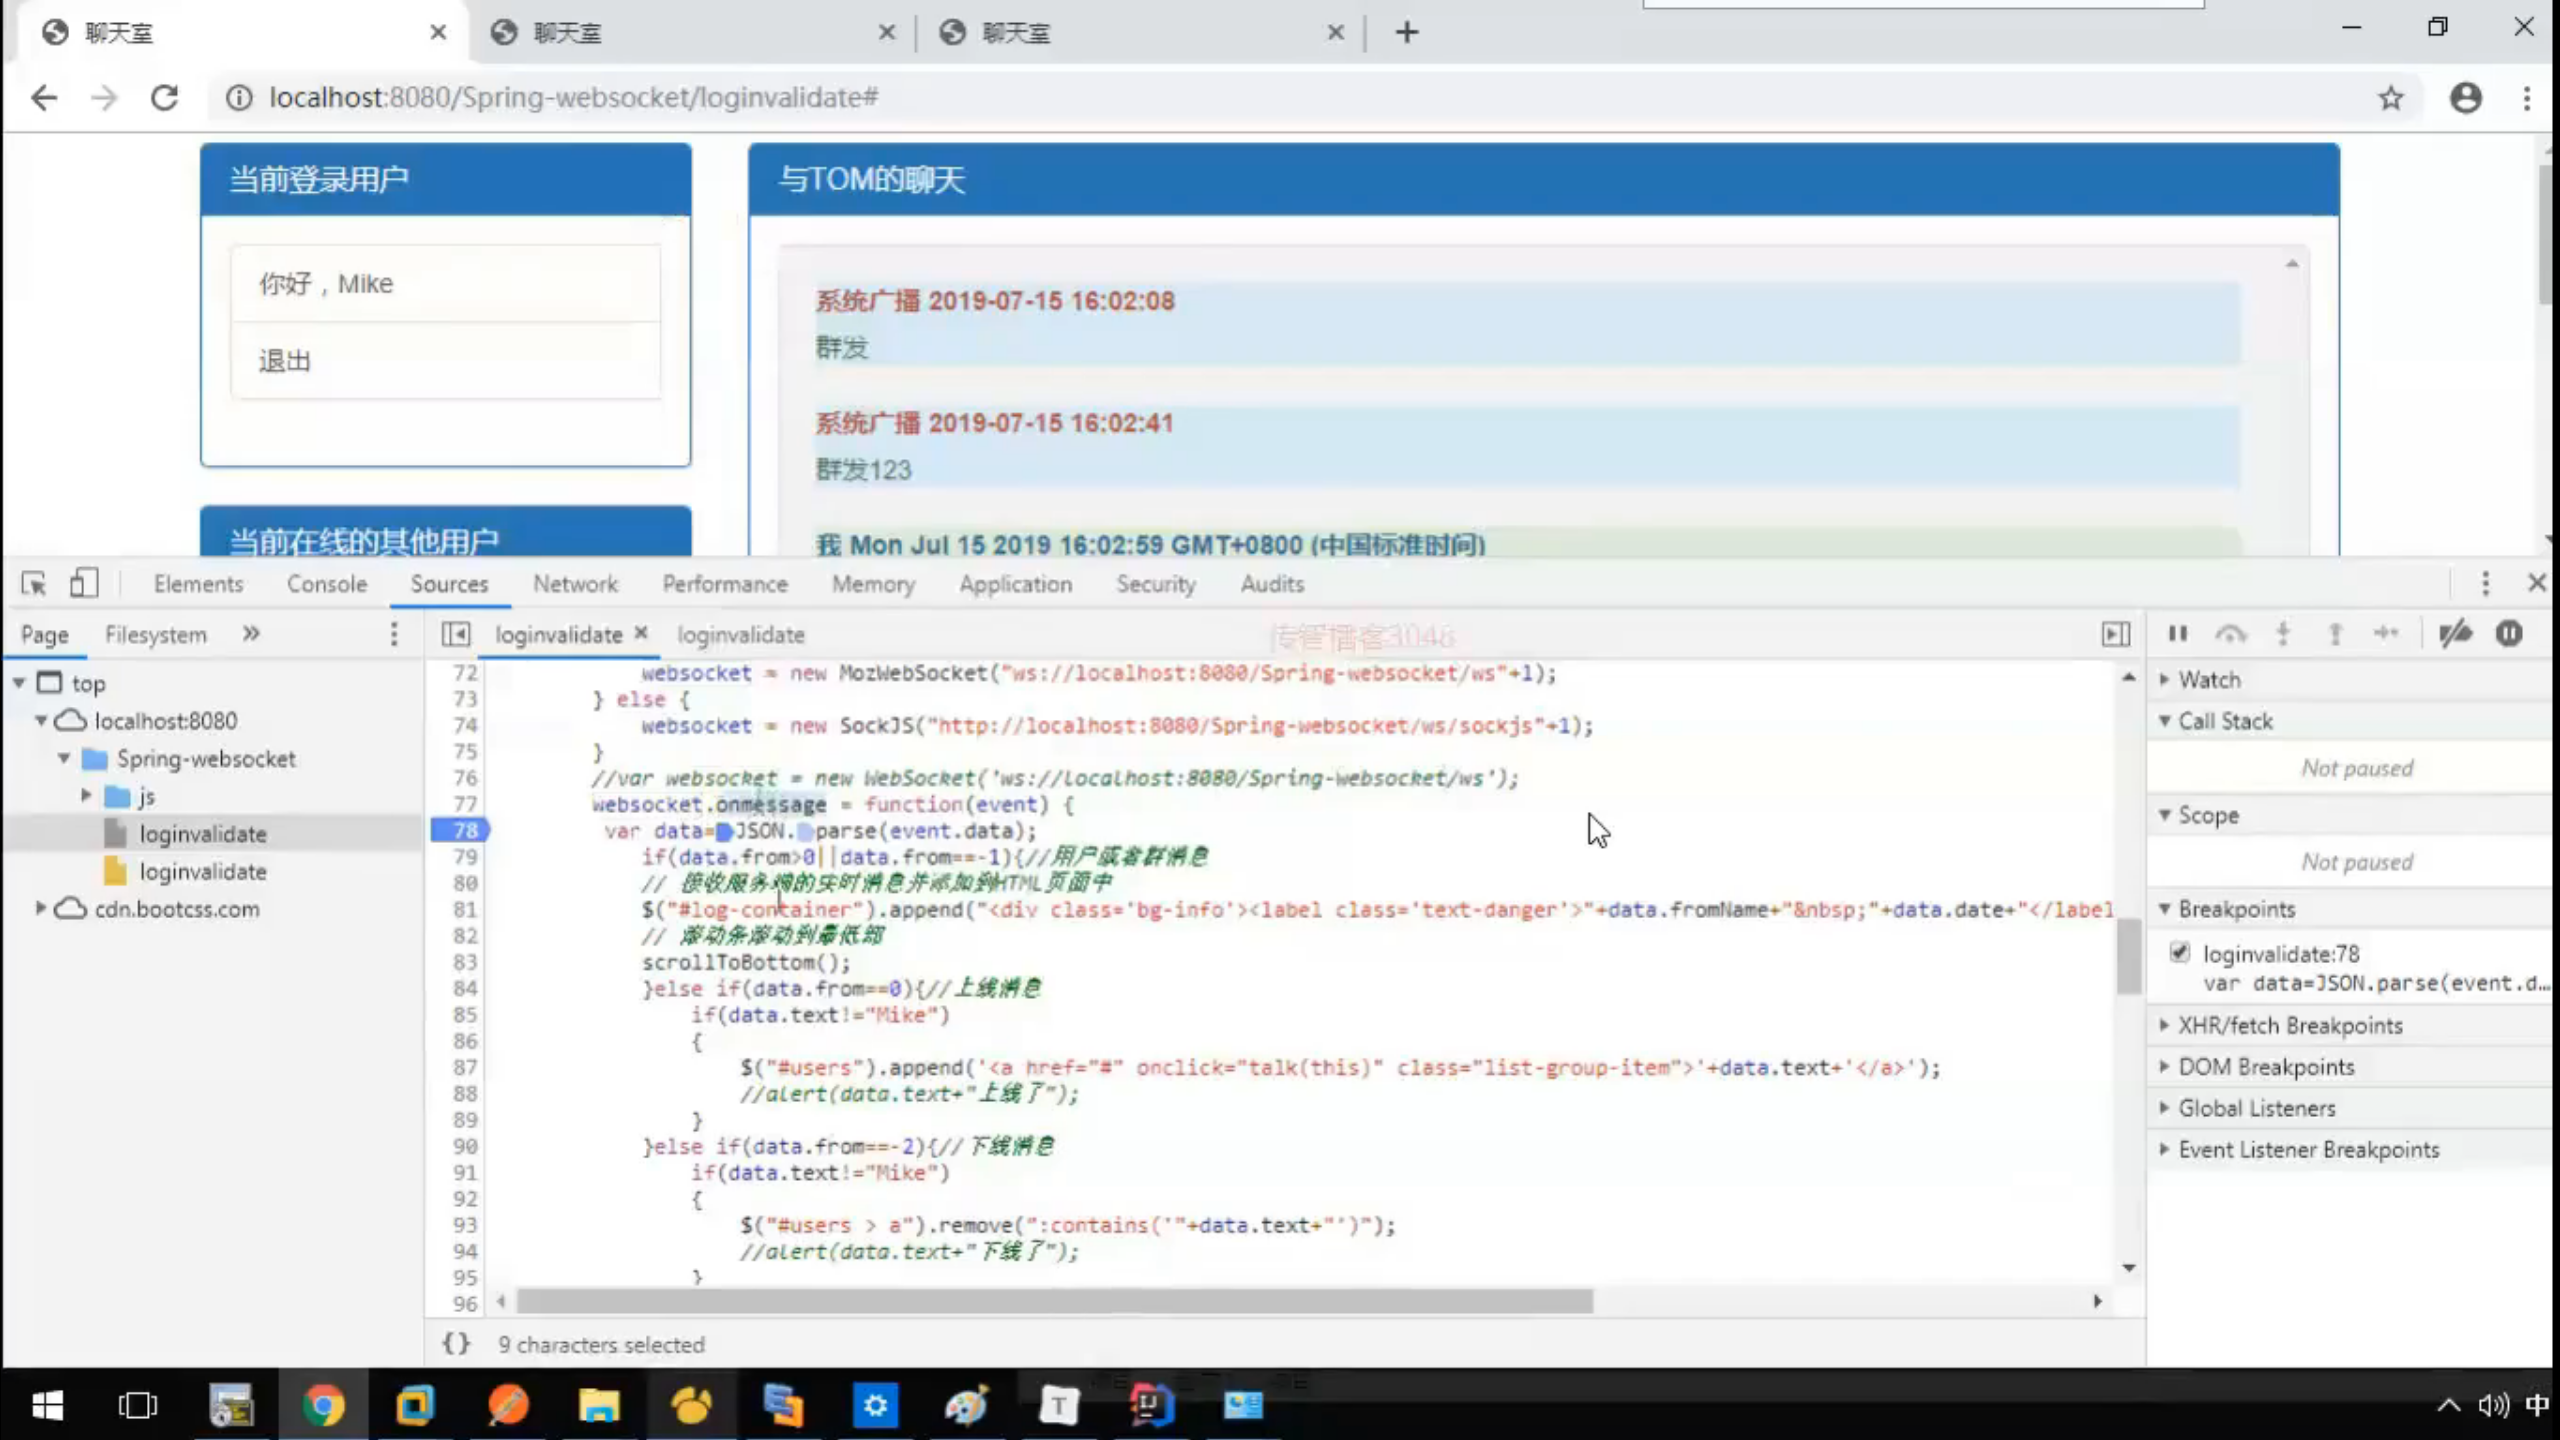 聊天室
聊天室
聊天室
localhost:8080/Spring-websocket/loginvalidate#
当前登录用户
你好，Mike
退出
当前在线的其他用户
与TOM的聊天
系统广播 2019-07-15 16:02:08
群发
系统广播 2019-07-15 16:02:41
群发123
我 Mon Jul 15 2019 16:02:59 GMT+0800 (中国标准时间)
Elements Console Sources Network Performance Memory Application Security Audits
Page Filesystem
top
localhost:8080
Spring-websocket
js
loginvalidate
loginvalidate
cdn.bootcss.com
loginvalidate loginvalidate
传智播客3046
72 websocket = new MozWebSocket("ws://localhost:8080/Spring-websocket/ws"+1);
73 } else {
74 websocket = new SockJS("http://localhost:8080/Spring-websocket/ws/sockjs"+1);
75 }
76 //var websocket = new WebSocket('ws://localhost:8080/Spring-websocket/ws');
77 websocket.onmessage = function(event) {
78 var data=JSON.parse(event.data);
79 if(data.from>0||data.from==-1){//用户或者群消息
80 // 接收服务端的实时消息并添加到HTML页面中
81 $("#log-container").append("<div class='bg-info'><label class='text-danger'>"+data.fromName+"&nbsp;"+data.date+"</label
82 // 滚动条滚动到最低部
83 scrollToBottom();
84 }else if(data.from==0){//上线消息
85 if(data.text!="Mike")
86 {
87 $("#users").append('<a href="#" onclick="talk(this)" class="list-group-item">'+data.text+'</a>');
88 //alert(data.text+"上线了");
89 }
90 }else if(data.from==-2){//下线消息
91 if(data.text!="Mike")
92 {
93 $("#users > a").remove(":contains('"+data.text+"')");
94 //alert(data.text+"下线了");
95 }
96
{} 9 characters selected
Watch
Call Stack
Not paused
Scope
Not paused
Breakpoints
loginvalidate:78
var data=JSON.parse(event.d…
XHR/fetch Breakpoints
DOM Breakpoints
Global Listeners
Event Listener Breakpoints
T
中